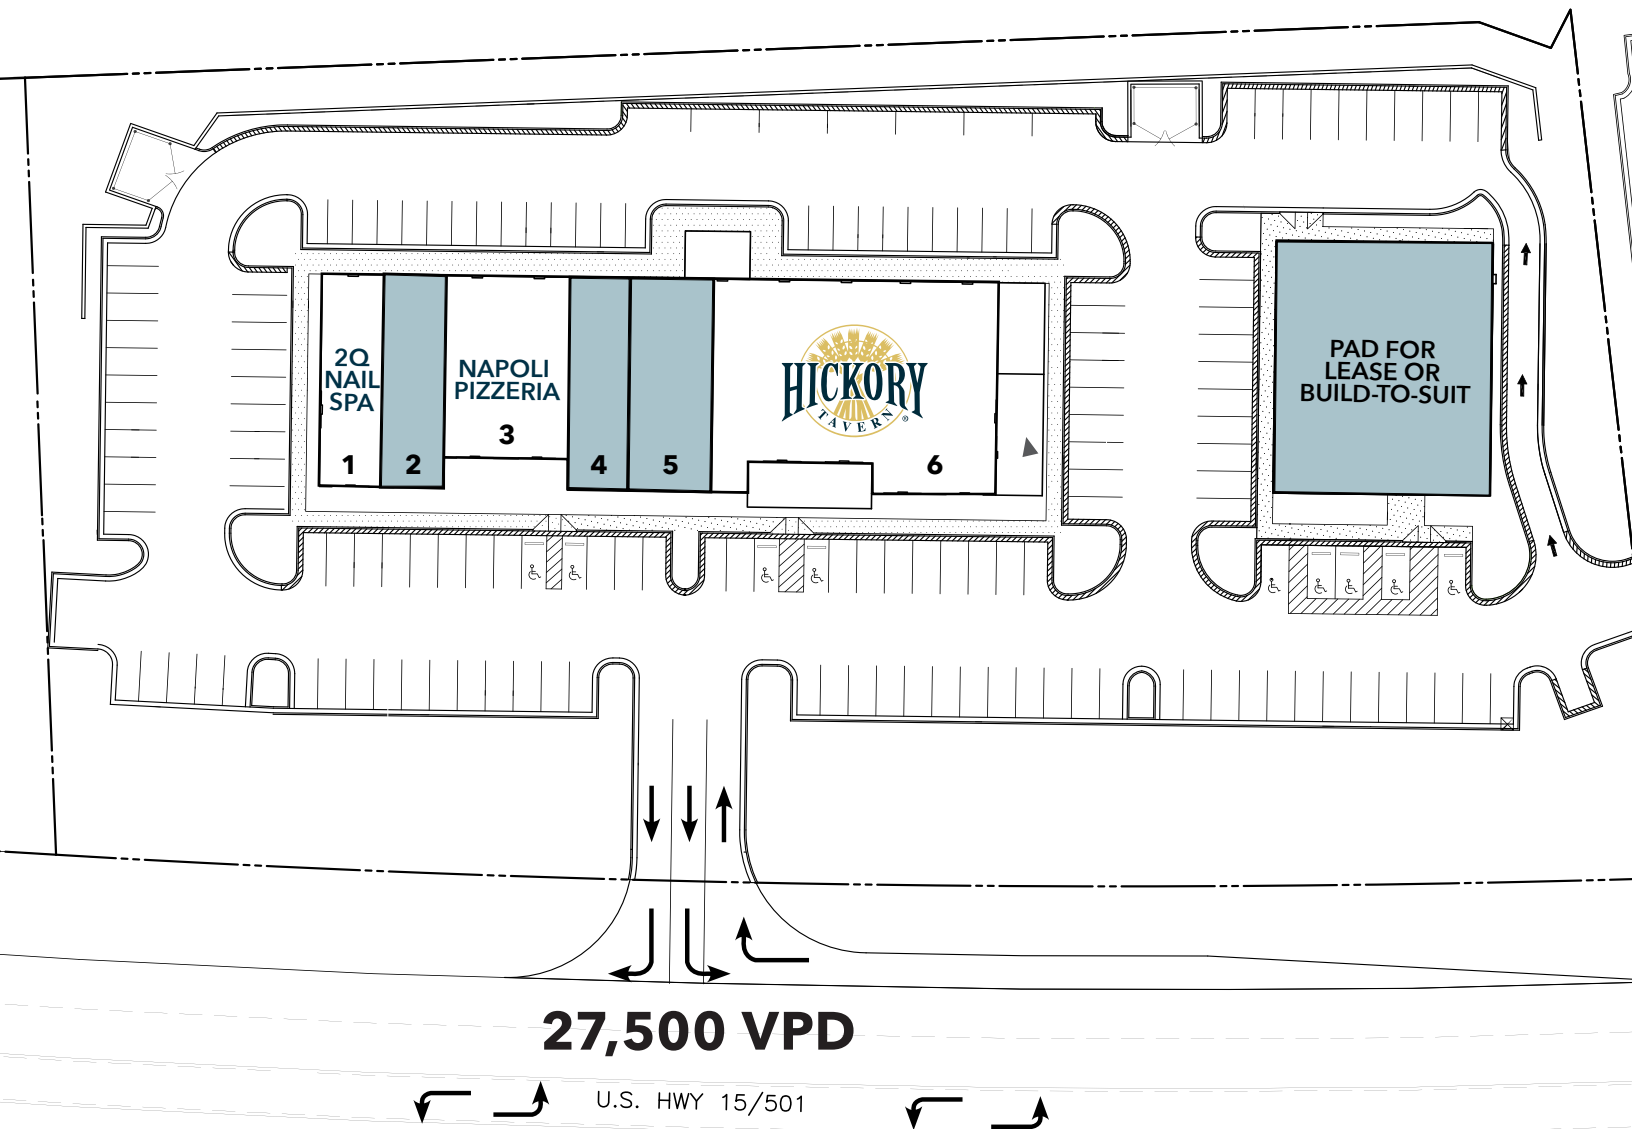 2Q
NAIL
SPA
1
2
NAPOLI
PIZZERIA
3
4
5
HICKORY
TAVERN®
6
PAD FOR
LEASE OR
BUILD-TO-SUIT
27,500 VPD
U.S. HWY 15/501